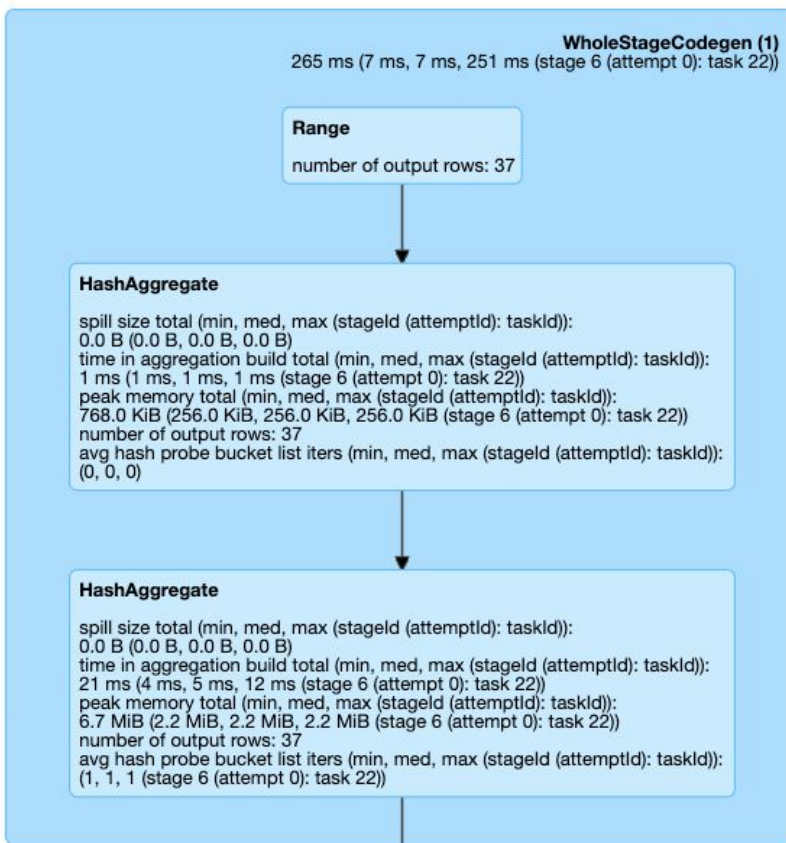 WholeStageCodegen (1)
265 ms (7 ms, 7 ms, 251 ms (stage 6 (attempt 0): task 22))
Range
number of output rows: 37
HashAggregate
spill size total (min, med, max (stageId (attemptId): taskId)):
0.0 B (0.0 B, 0.0 B, 0.0 B)
time in aggregation build total (min, med, max (stageId (attemptId): taskId)):
1 ms (1 ms, 1 ms, 1 ms (stage 6 (attempt 0): task 22))
peak memory total (min, med, max (stageId (attemptId): taskId)):
768.0 KiB (256.0 KiB, 256.0 KiB, 256.0 KiB (stage 6 (attempt 0): task 22))
number of output rows: 37
avg hash probe bucket list iters (min, med, max (stageId (attemptId): taskId)):
(0, 0, 0)
HashAggregate
spill size total (min, med, max (stageId (attemptId): taskId)):
0.0 B (0.0 B, 0.0 B, 0.0 B)
time in aggregation build total (min, med, max (stageId (attemptId): taskId)):
21 ms (4 ms, 5 ms, 12 ms (stage 6 (attempt 0): task 22))
peak memory total (min, med, max (stageId (attemptId): taskId)):
6.7 MiB (2.2 MiB, 2.2 MiB, 2.2 MiB (stage 6 (attempt 0): task 22))
number of output rows: 37
avg hash probe bucket list iters (min, med, max (stageId (attemptId): taskId)):
(1, 1, 1 (stage 6 (attempt 0): task 22))